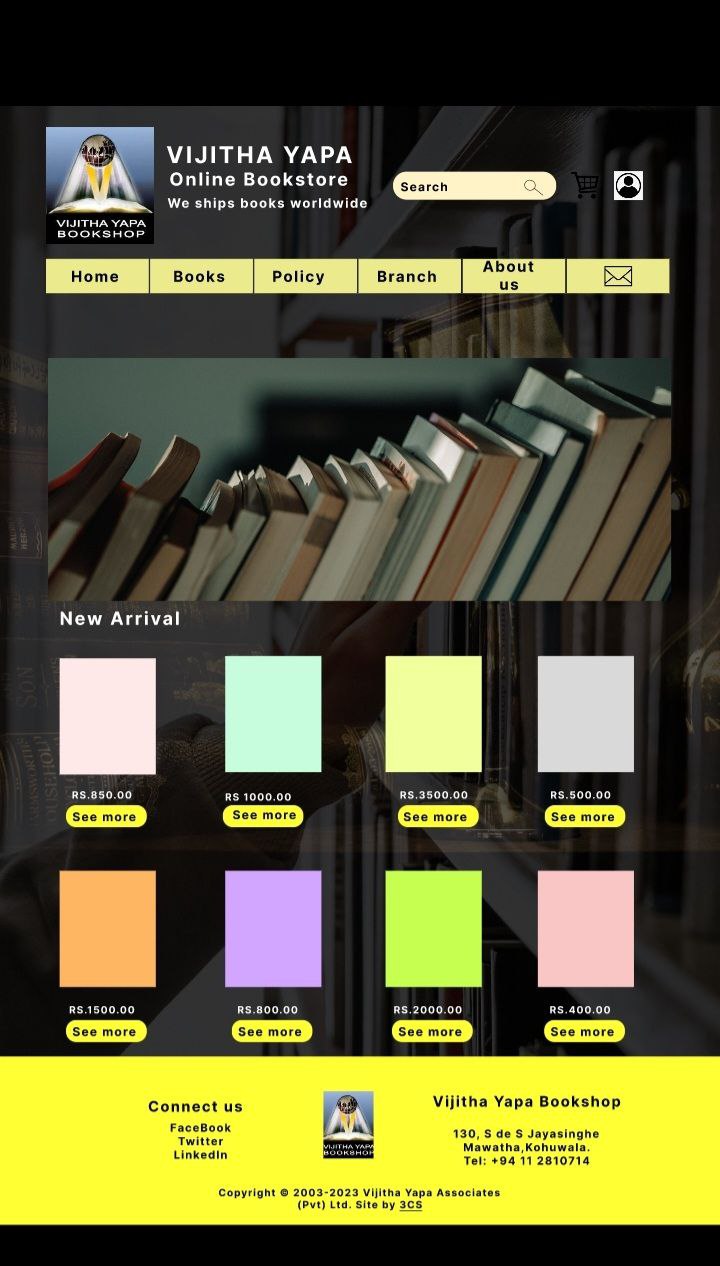 VIJITHA YAPA
Online Bookstore
We ships books worldwide
VIJITHA YAPA
BOOKSHOP
Search
Home
Books
Policy
Branch
About
us
New Arrival
RS.850.00
RS 1000.00
RS.3500.00
RS.500.00
See more
See more
See more
See more
RS.1500.00
RS.800.00
RS.2000.00
RS.400.00
See more
See more
See more
See more
Connect us
FaceBook
Twitter
LinkedIn
VIJITHA YAPA
BOOKSHOP
Vijitha Yapa Bookshop
130, S de S Jayasinghe
Mawatha,Kohuwala.
Tel: +94 11 2810714
Copyright © 2003-2023 Vijitha Yapa Associates
(Pvt) Ltd. Site by 3CS